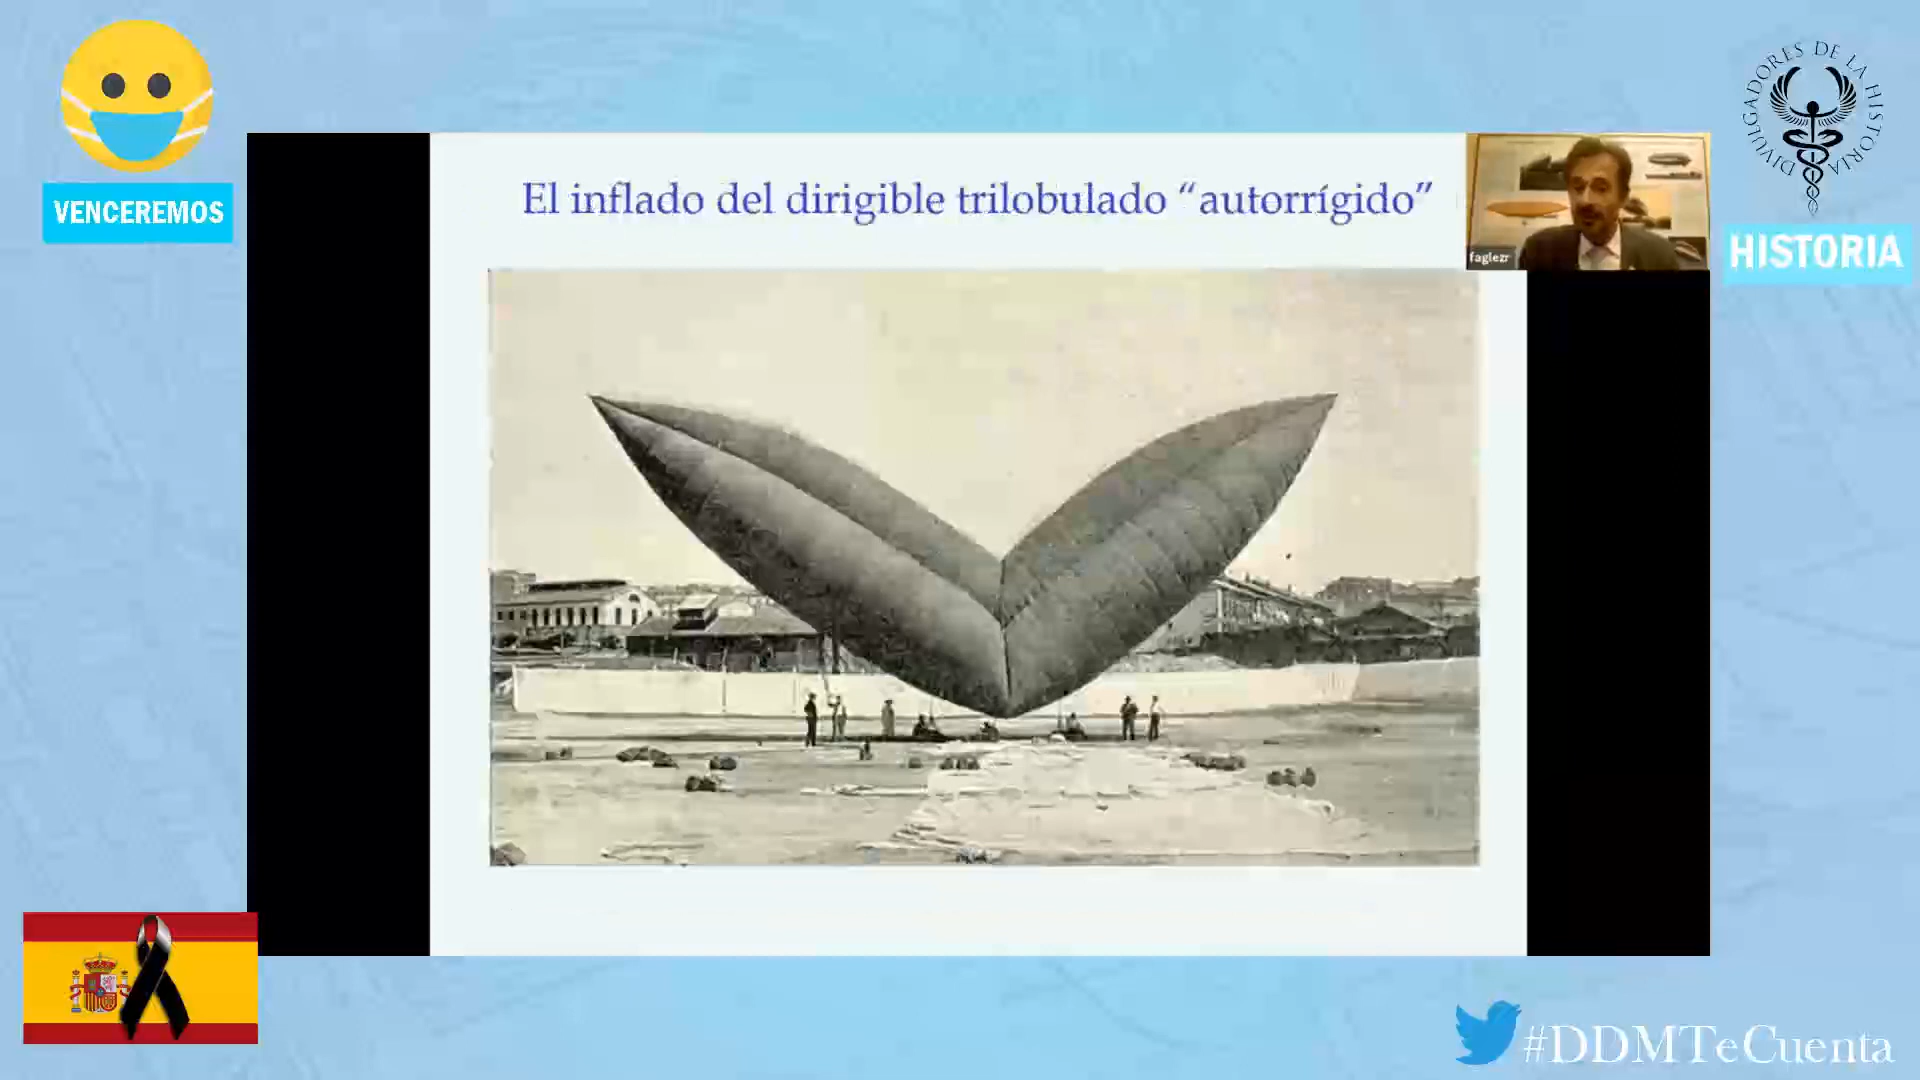 VENCEREMOS
El inflado del dirigible trilobulado “autorrígido”
faglezr
DIVULGADORES DE LA HISTORIA
HISTORIA
#DDMTeCuenta